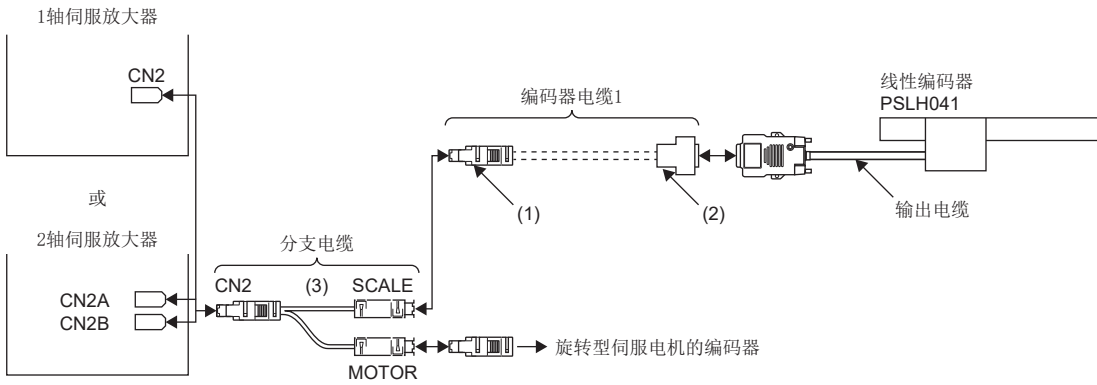 1轴伺服放大器
CN2
或
2轴伺服放大器
CN2A
CN2B
分支电缆
CN2
(3)
SCALE
MOTOR
编码器电缆1
(1)
(2)
线性编码器
PSLH041
输出电缆
旋转型伺服电机的编码器